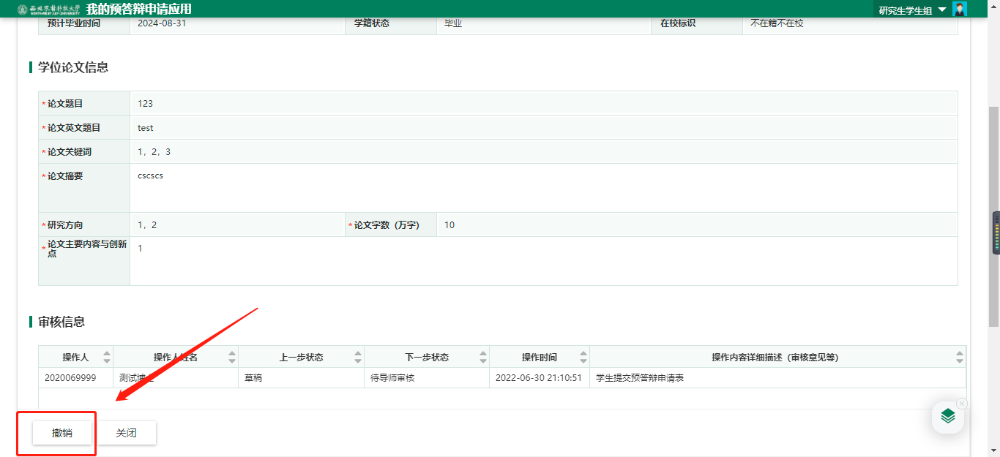 西北农林科技大学 我的预答辩申请应用 研究生学生组
NORTHWEST A&F UNIVERSITY
预计毕业时间 2024-08-31 学籍状态 毕业 在校标识 不在籍不在校
学位论文信息
*论文题目 123
*论文英文题目 test
*论文关键词 1，2，3
*论文摘要 cscscs
*研究方向 1，2 *论文字数（万字） 10
*论文主要内容与创新 1
点
审核信息
操作人 操作人姓名 上一步状态 下一步状态 操作时间 操作内容详细描述（审核意见等）
2020069999 测试博 草稿 待导师审核 2022-06-30 21:10:51 学生提交预答辩申请表
撤销 关闭